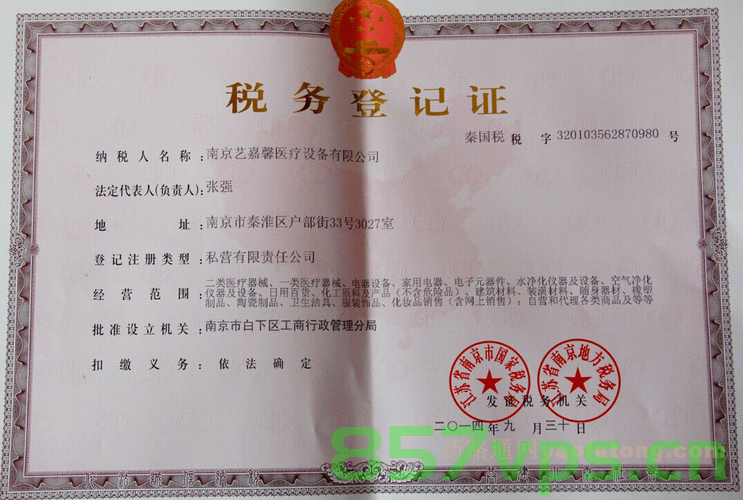 税务登记证
秦国税 税 字 320103562870980 号
纳税人名称：南京艺嘉馨医疗设备有限公司
法定代表人(负责人)：张强
地 址：南京市秦淮区户部街33号3027室
登记注册类型：私营有限责任公司
二类医疗器械、一类医疗器械、电器设备、家用电器、电子元器件、水净化仪器及设备、空气净化
经营范围：仪器及设备、日用百货、化工原料及产品（不含危险品）、建筑材料、装潢材料、随身器材、橡塑
制品、陶瓷制品、卫生洁具、服装饰品、化妆品销售（含网上销售）；自营和代理各类商品及等等
批准设立机关：南京市白下区工商行政管理分局
扣缴义务：依法确定
江苏省南京市国家税务局
江苏省南京地方税务局
发证税务机关
二〇一四年九月三十日
857vps.cn